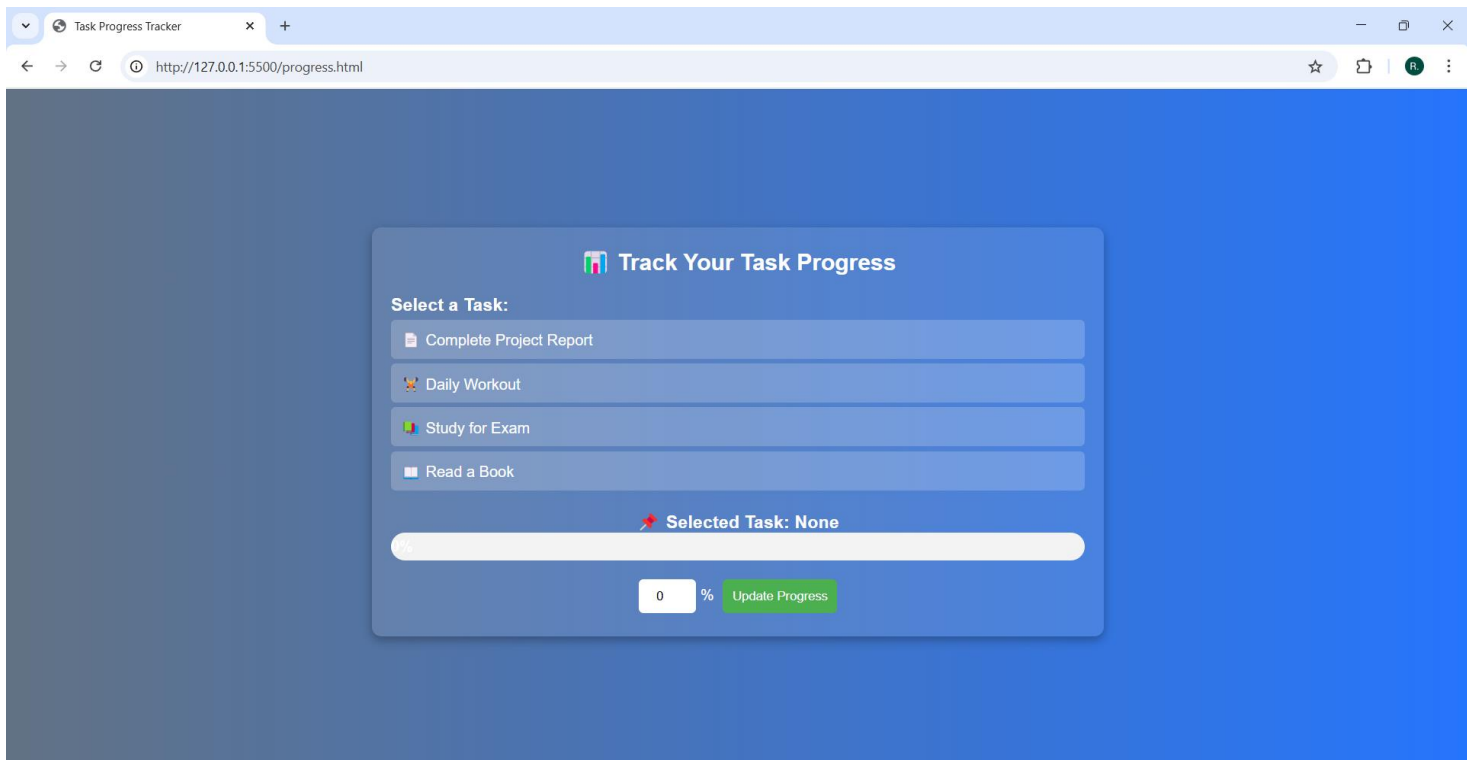 Task Progress Tracker
http://127.0.0.1:5500/progress.html
R.
Track Your Task Progress
Select a Task:
Complete Project Report
Daily Workout
Study for Exam
Read a Book
Selected Task: None
0 % Update Progress